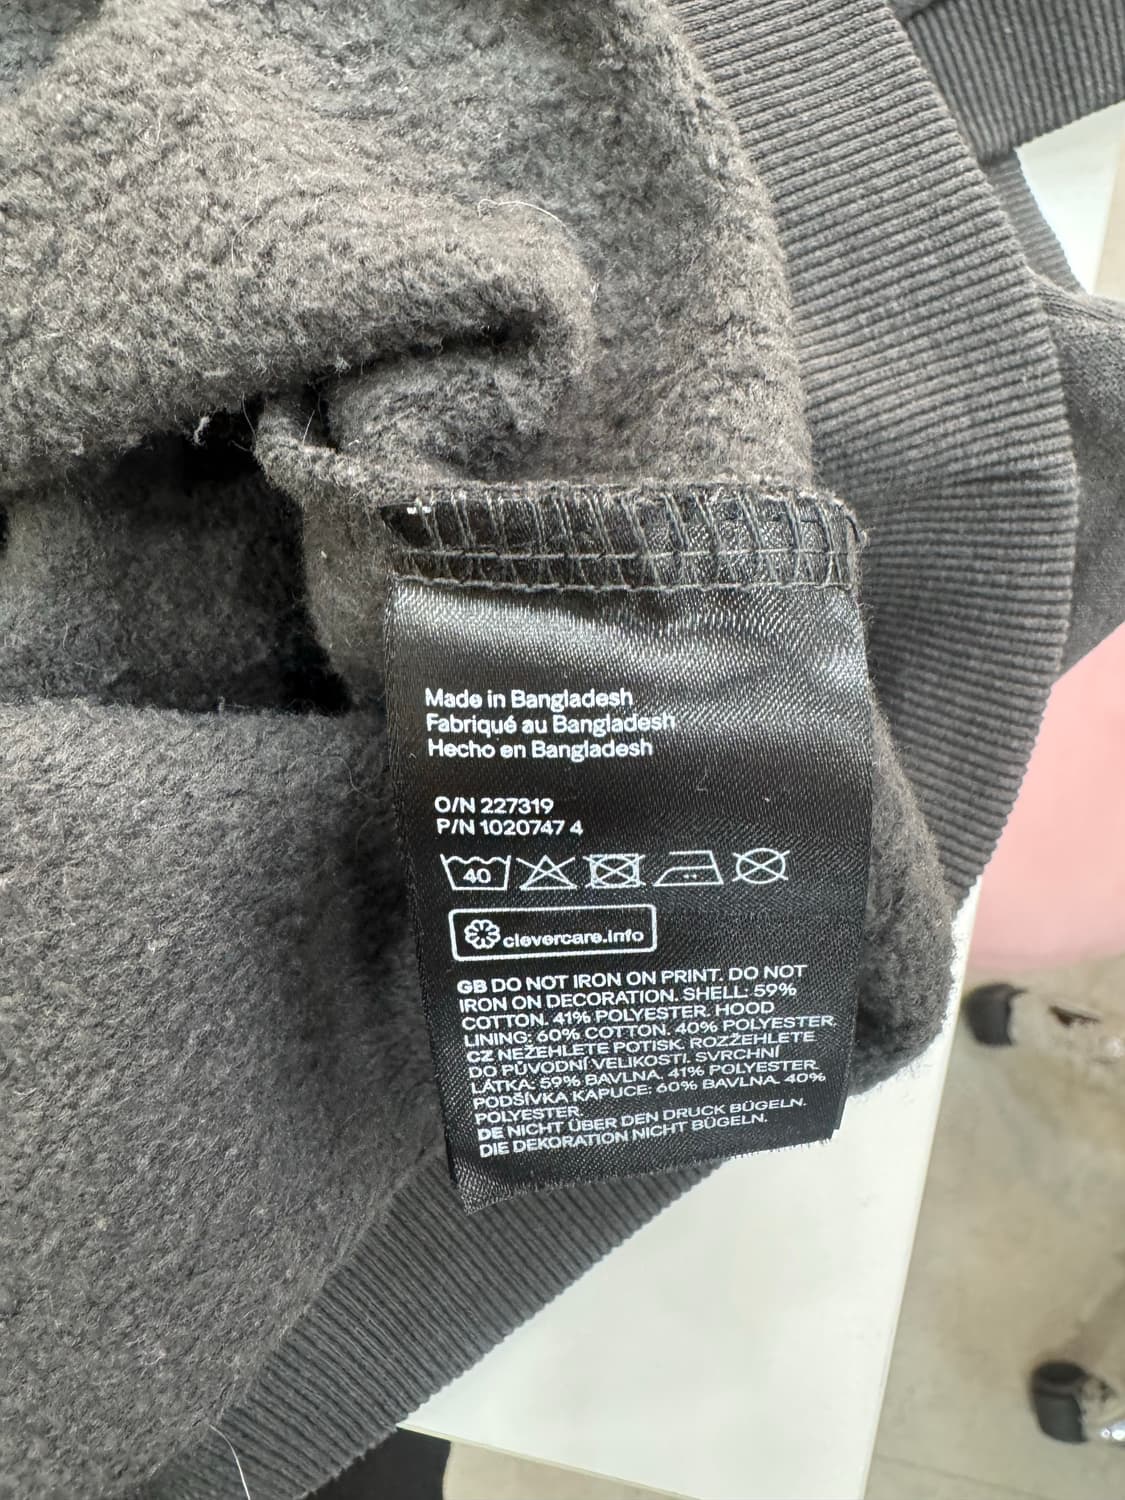 Made in Bangladesh
Fabriqué au Bangladesh
Hecho en Bangladesh
O/N 227319
P/N 1020747 4
40
clevercare.info
GB DO NOT IRON ON PRINT. DO NOT
IRON ON DECORATION. SHELL: 59%
COTTON. 41% POLYESTER. HOOD
LINING: 60% COTTON. 40% POLYESTER.
CZ NEŽEHLETE POTISK. ROZŽEHLETE
DO PŮVODNÍ VELIKOSTI. SVRCHNÍ
LÁTKA: 59% BAVLNA. 41% POLYESTER.
PODŠÍVKA KAPUCE: 60% BAVLNA. 40%
POLYESTER.
DE NICHT ÜBER DEN DRUCK BÜGELN.
DIE DEKORATION NICHT BÜGELN.